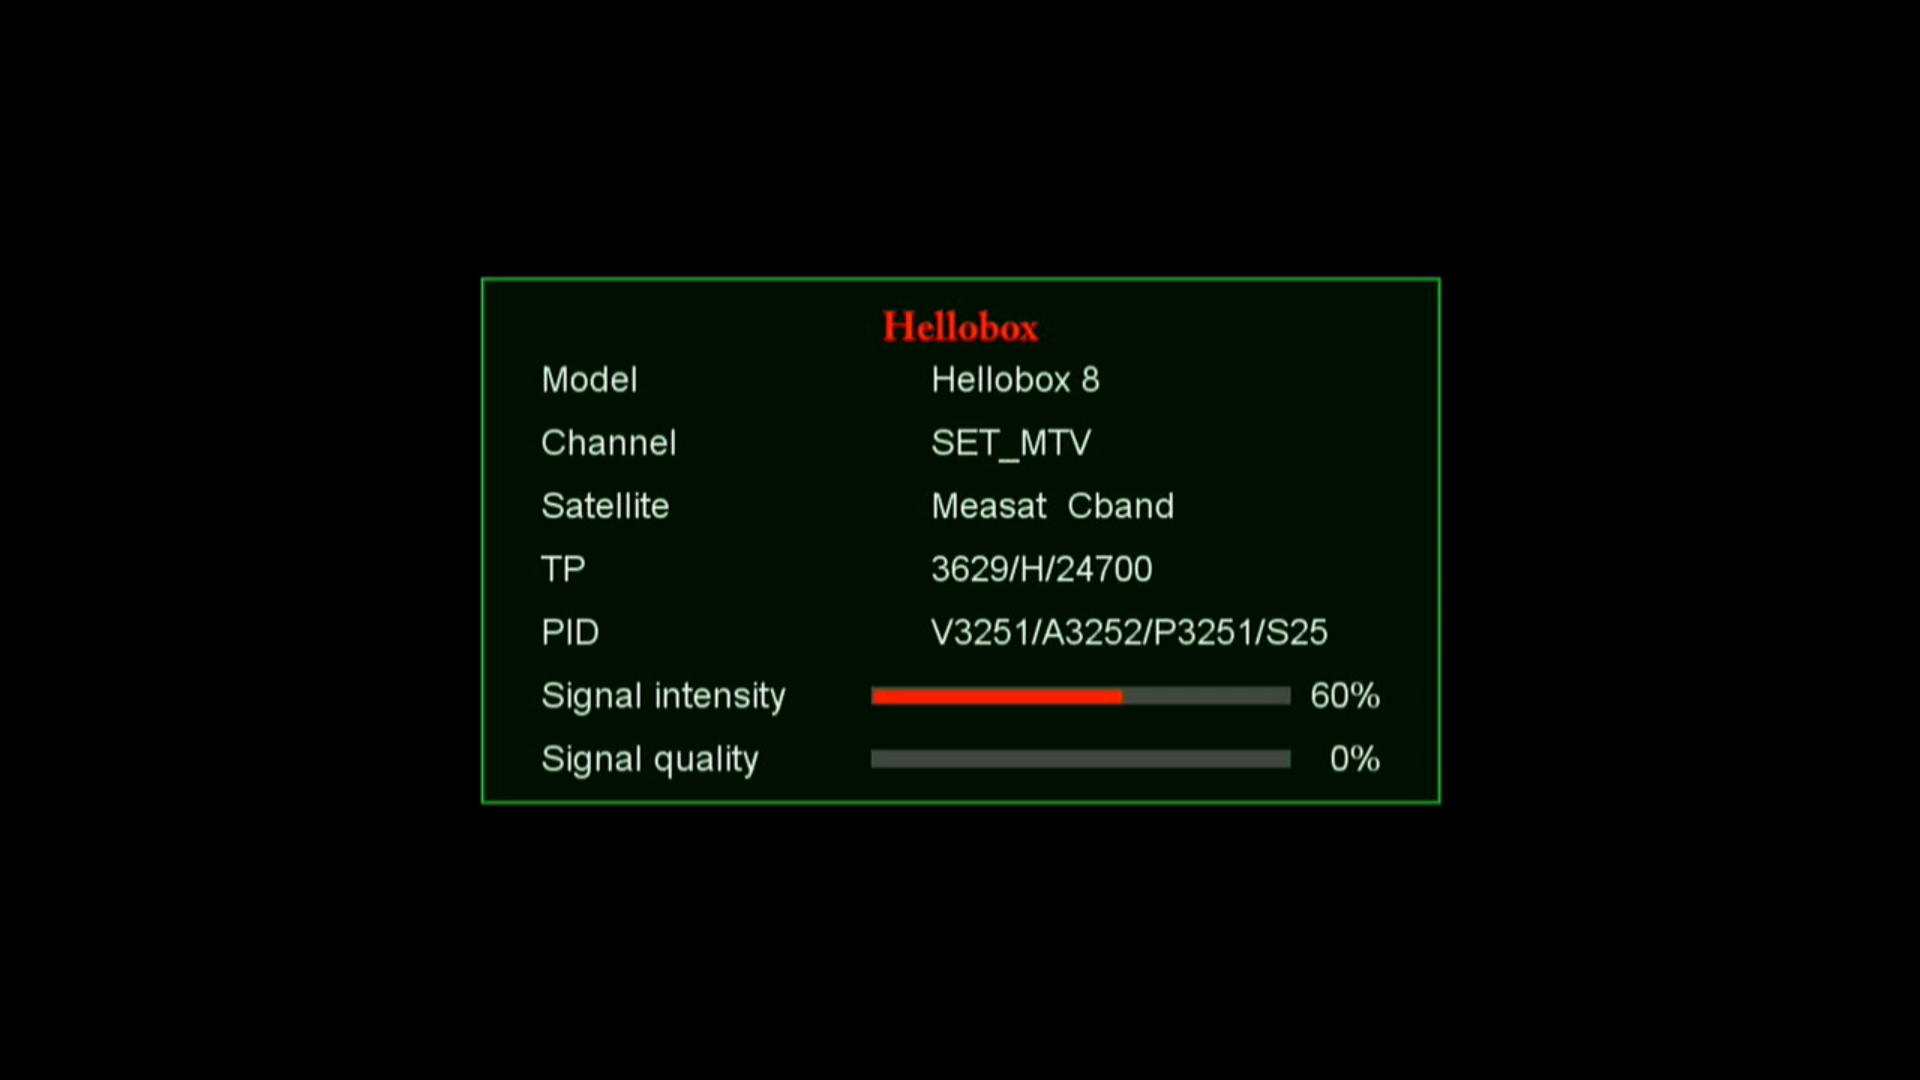 Hellobox
Model Hellobox 8
Channel SET_MTV
Satellite Measat  Cband
TP 3629/H/24700
PID V3251/A3252/P3251/S25
Signal intensity 60%
Signal quality 0%